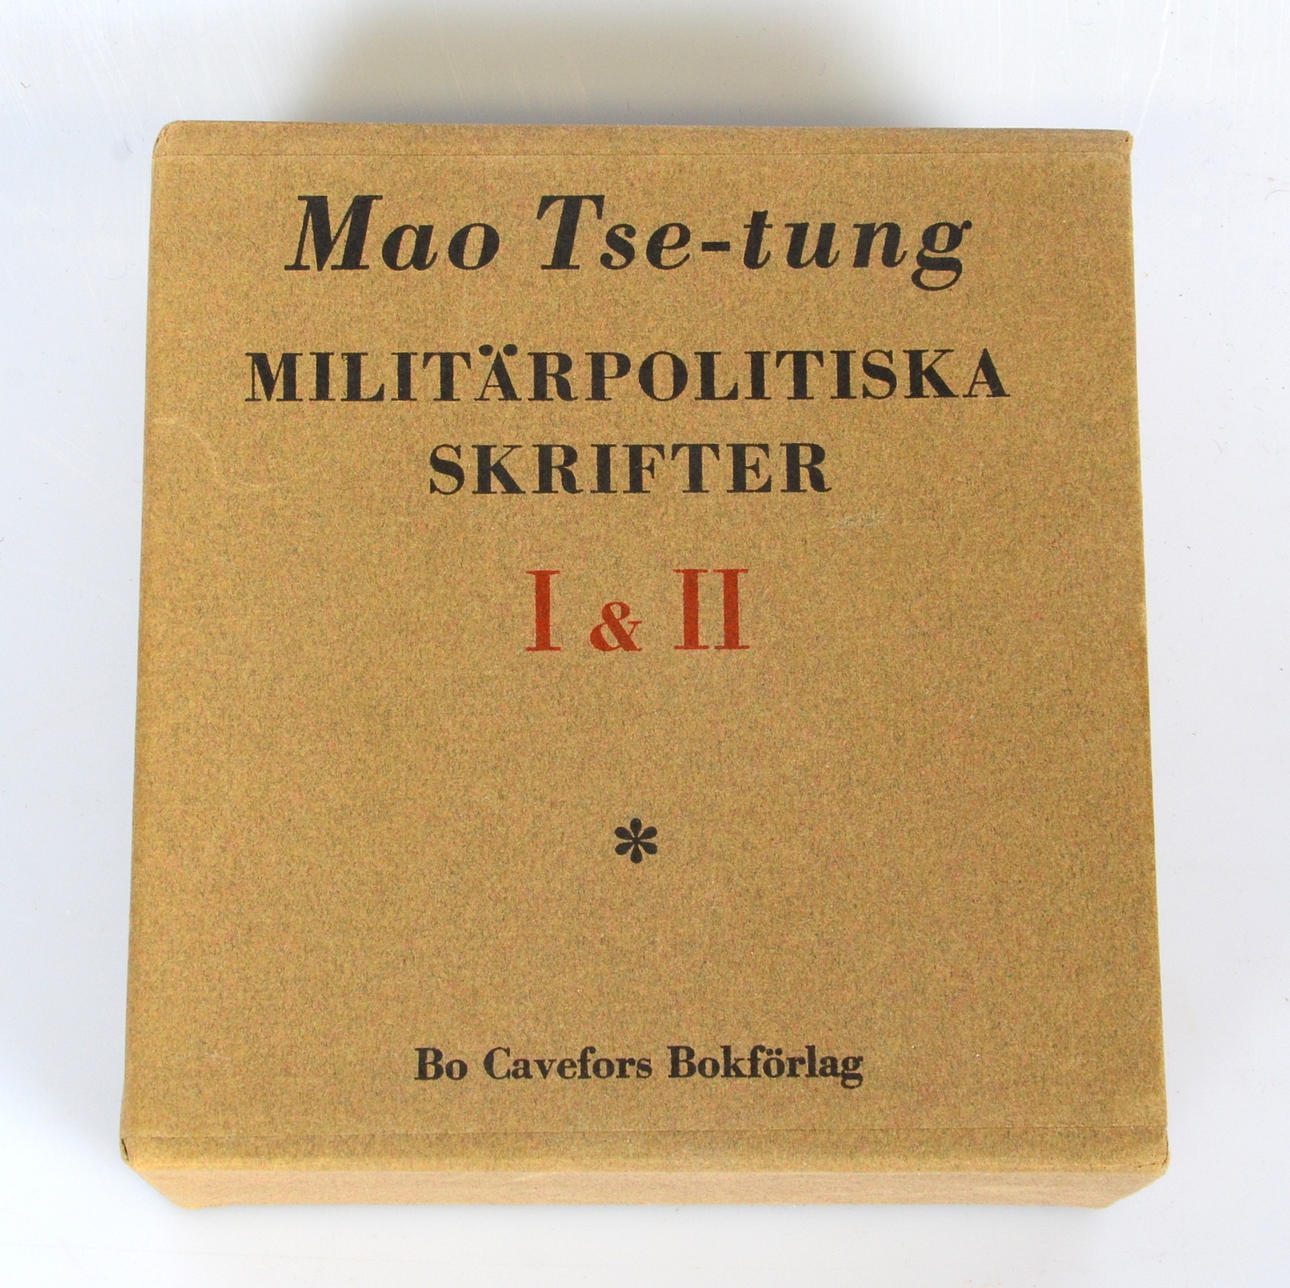 Mao Tse-tung
MILITÄRPOLITISKA
SKRIFTER
I & II
*
Bo Cavefors Bokförlag